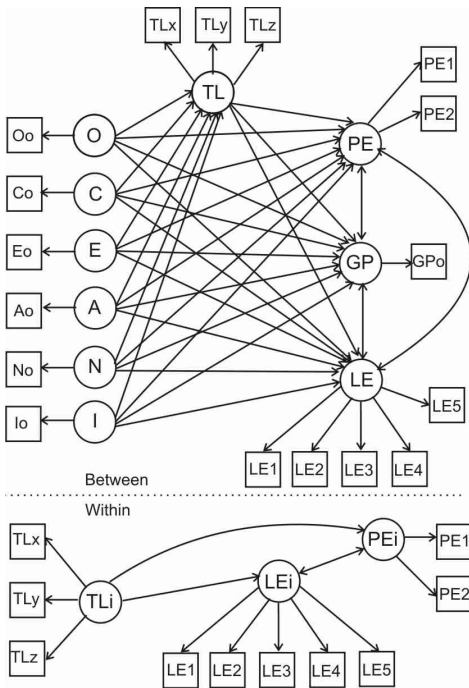 TLx TLy TLz
TL
PE1
PE2
Oo O
PE
Co C
Eo E
GP GPo
Ao A
No N
LE
LE5
Io I
LE1 LE2 LE3 LE4
Between
Within
TLx
PEi PE1
TLy TLi
LEi
PE2
TLz
LE1 LE2 LE3 LE4 LE5